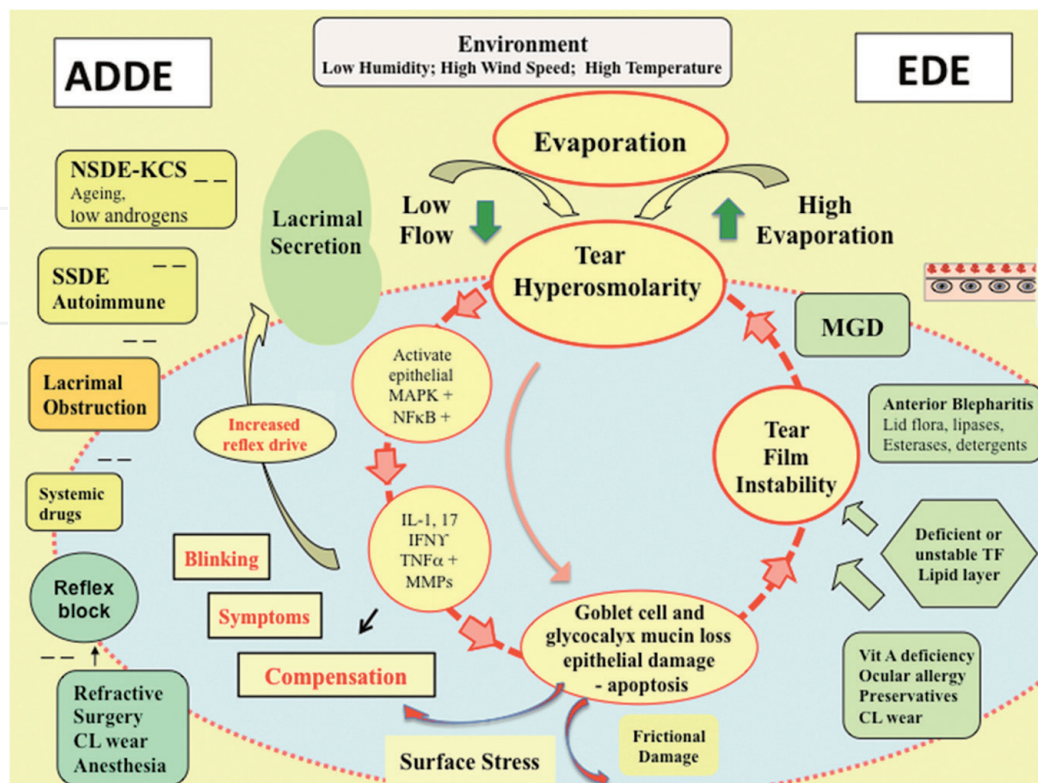 Environment
Low Humidity; High Wind Speed; High Temperature
ADDE
EDE
Evaporation
NSDE-KCS
Ageing,
low androgens
Lacrimal
Secretion
Low
Flow
High
Evaporation
Tear
Hyperosmolarity
SSDE
Autoimmune
MGD
Activate
epithelial
MAPK +
NFκB +
Lacrimal
Obstruction
Increased
reflex drive
Tear
Film
Instability
Anterior Blepharitis
Lid flora, lipases,
Esterases, detergents
Systemic
drugs
IL-1, 17
IFNϒ
TNFα +
MMPs
Deficient or
unstable TF
Lipid layer
Blinking
Reflex
block
Symptoms
Goblet cell and
glycocalyx mucin loss
epithelial damage
- apoptosis
Compensation
Vit A deficiency
Ocular allergy
Preservatives
CL wear
Refractive
Surgery
CL wear
Anesthesia
Surface Stress
Frictional
Damage